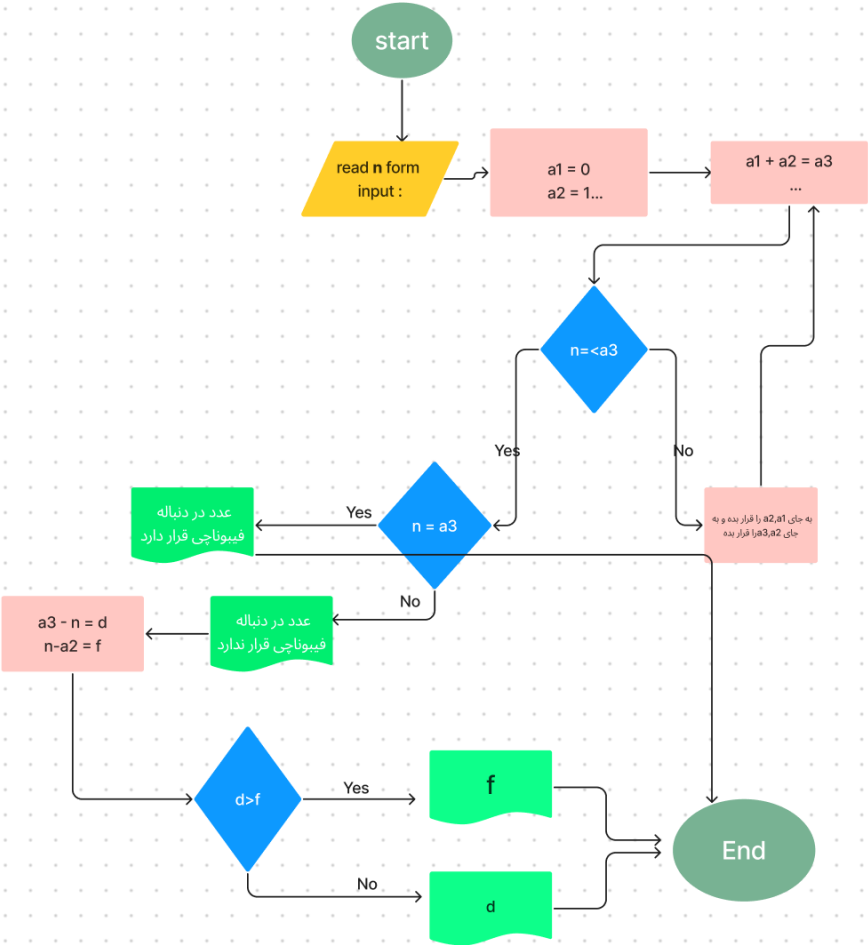 start
read n form
input :
a1 = 0
a2 = 1...
a1 + a2 = a3
...
n=<a3
Yes
No
به جای a2,a1 را قرار بده و به
جای a3,a2را قرار بده
n = a3
Yes
عدد در دنباله
فیبوناچی قرار دارد
No
عدد در دنباله
فیبوناچی قرار ندارد
a3 - n = d
n-a2 = f
d>f
Yes
f
No
d
End